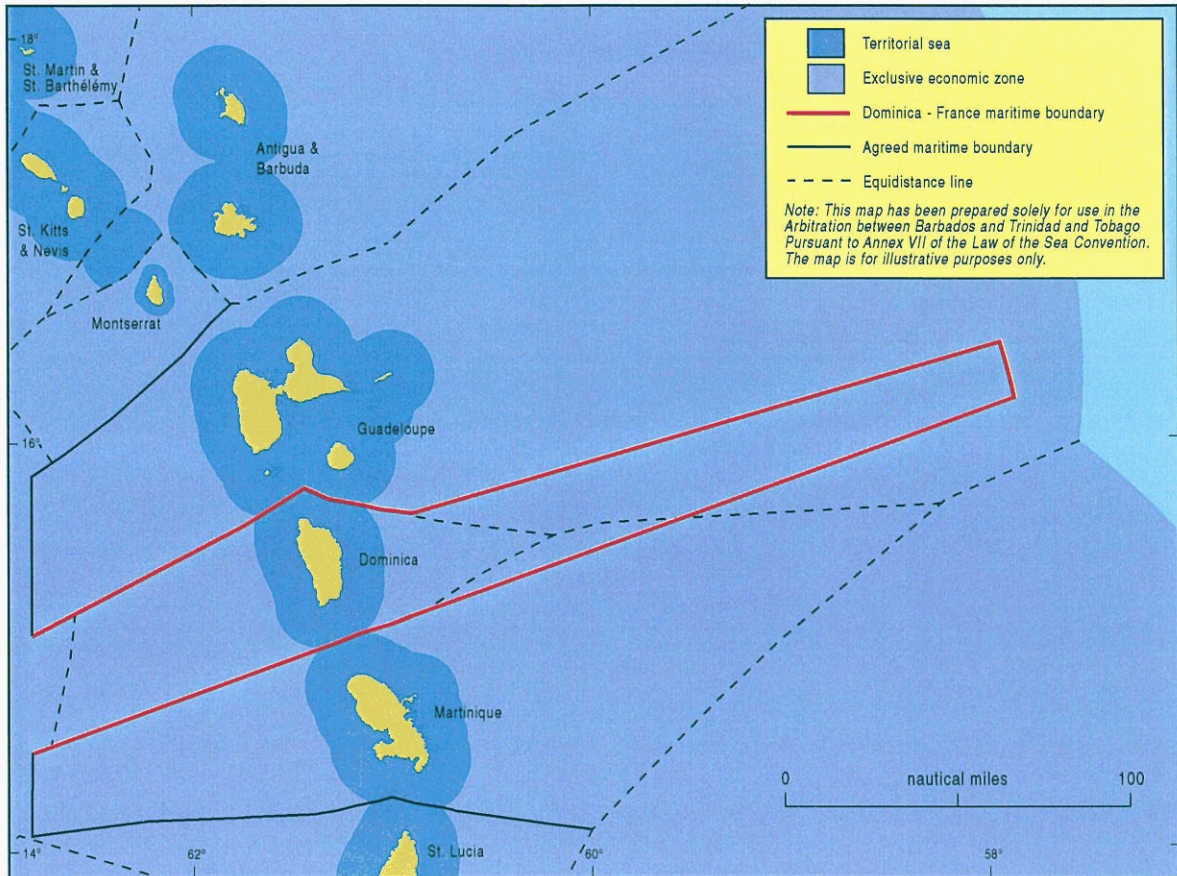 18°
St. Martin &
St. Barthélémy
Antigua &
Barbuda
St. Kitts
& Nevis
Montserrat
Guadeloupe
16°
Dominica
Martinique
St. Lucia
14°
62°
60°
58°
Territorial sea
Exclusive economic zone
Dominica - France maritime boundary
Agreed maritime boundary
Equidistance line
Note: This map has been prepared solely for use in the
Arbitration between Barbados and Trinidad and Tobago
Pursuant to Annex VII of the Law of the Sea Convention.
The map is for illustrative purposes only.
0 nautical miles 100